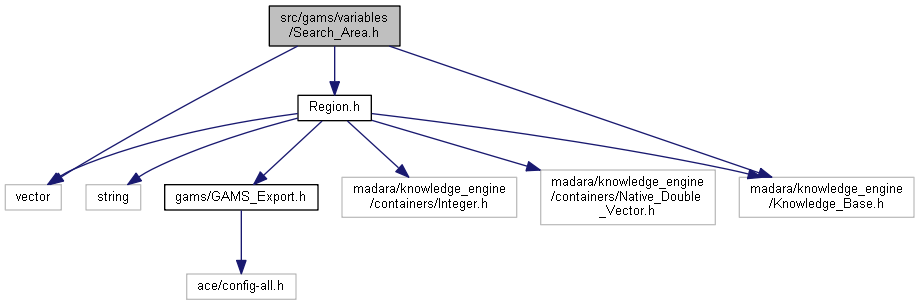 src/gams/variables
/Search_Area.h
Region.h
vector
string
gams/GAMS_Export.h
madara/knowledge_engine
/containers/Integer.h
madara/knowledge_engine
/containers/Native_Double
_Vector.h
madara/knowledge_engine
/Knowledge_Base.h
ace/config-all.h